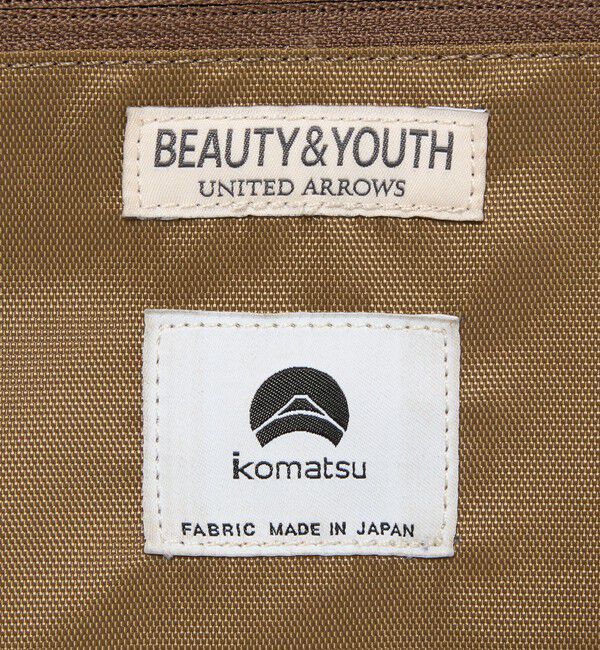 BEAUTY&YOUTH
UNITED ARROWS
komatsu
FABRIC MADE IN JAPAN